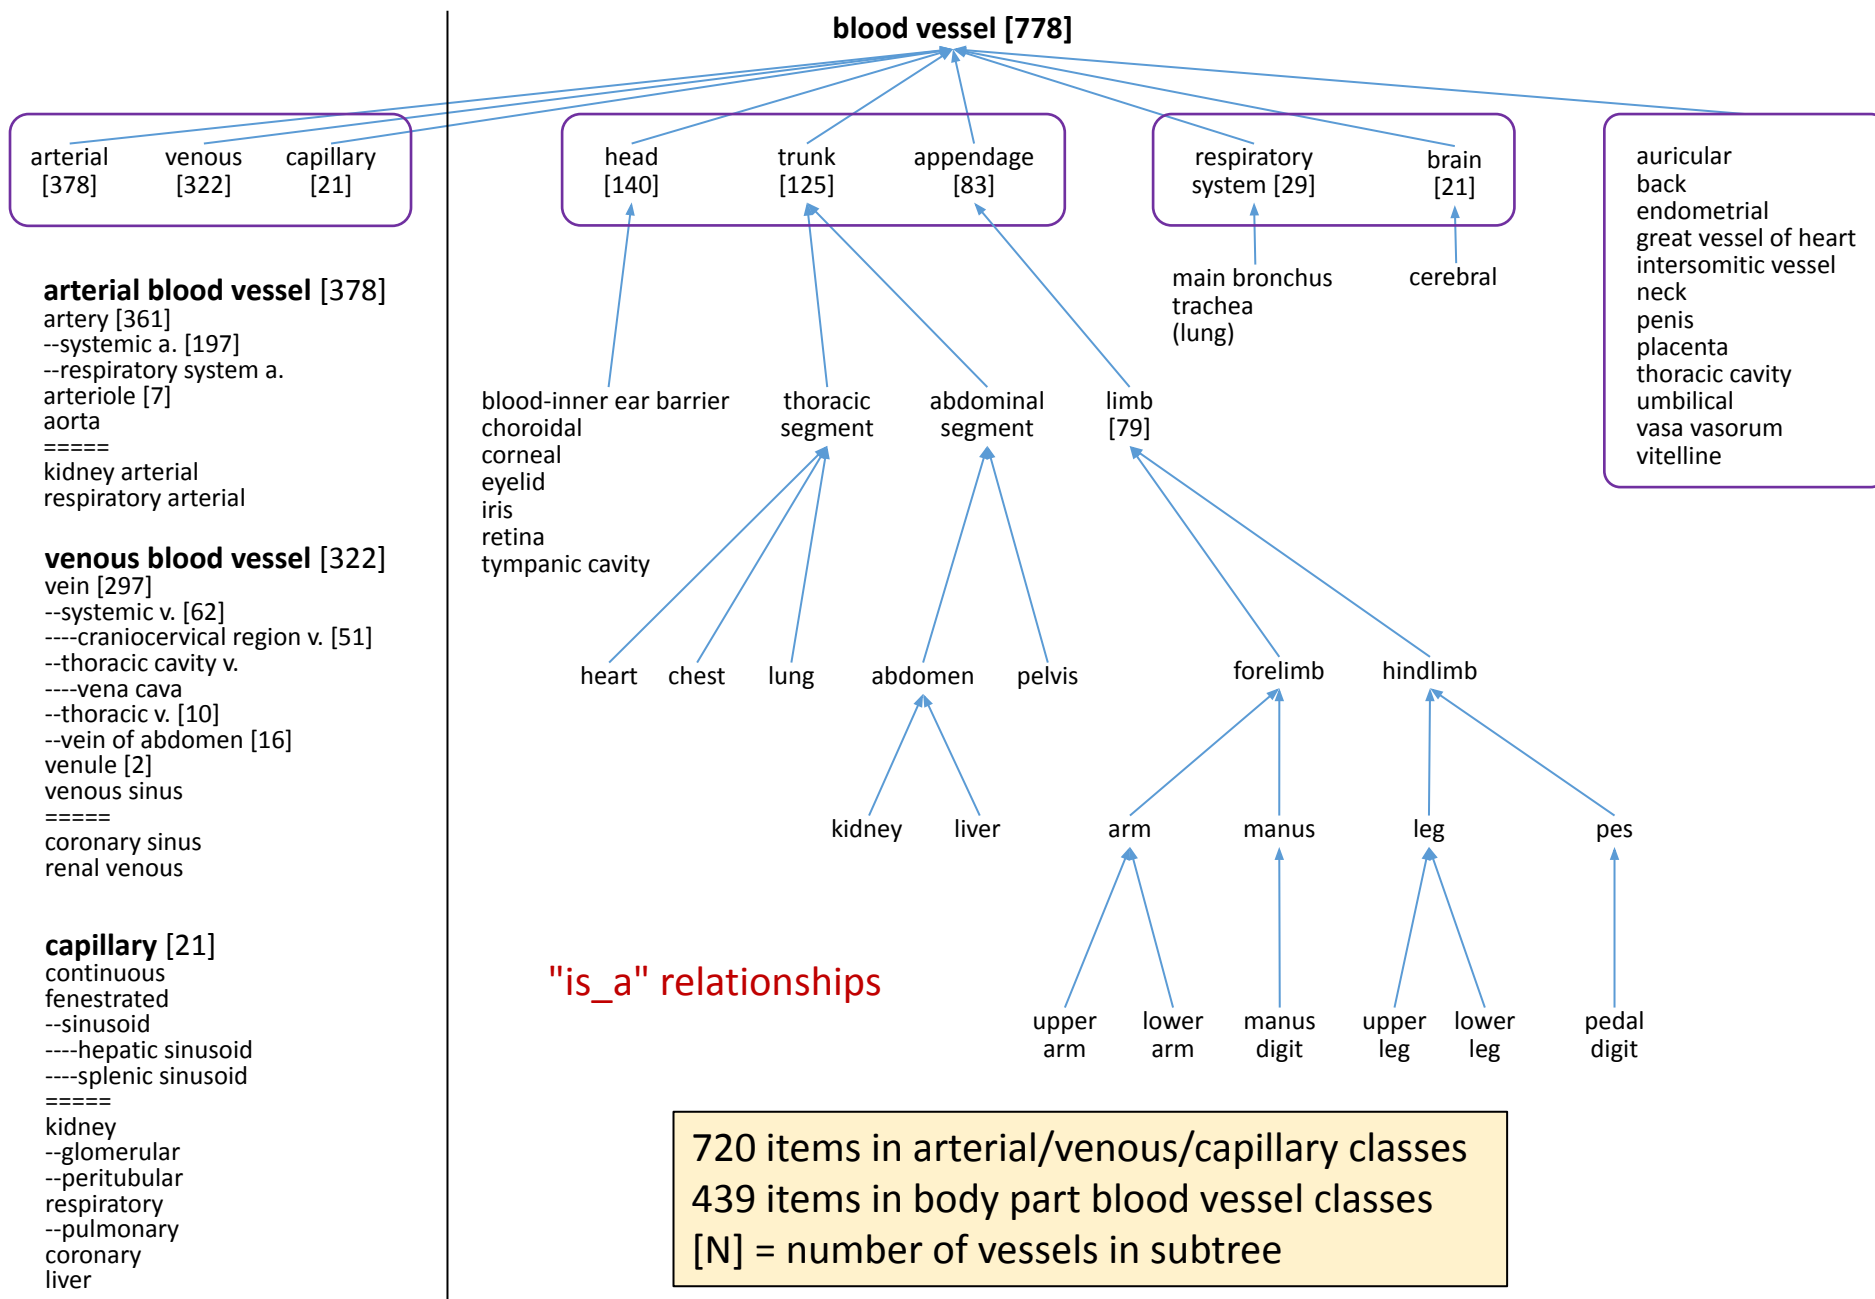 blood vessel [778]
arterial
[378]
venous
[322]
capillary
[21]
head
[140]
trunk
[125]
appendage
[83]
respiratory
system [29]
brain
[21]
auricular
back
endometrial
great vessel of heart
intersomitic vessel
neck
penis
placenta
thoracic cavity
umbilical
vasa vasorum
vitelline
arterial blood vessel [378]
artery [361]
--systemic a. [197]
--respiratory system a.
arteriole [7]
aorta
=====
kidney arterial
respiratory arterial
venous blood vessel [322]
vein [297]
--systemic v. [62]
----craniocervical region v. [51]
--thoracic cavity v.
----vena cava
--thoracic v. [10]
--vein of abdomen [16]
venule [2]
venous sinus
=====
coronary sinus
renal venous
capillary [21]
continuous
fenestrated
--sinusoid
----hepatic sinusoid
----splenic sinusoid
=====
kidney
--glomerular
--peritubular
respiratory
--pulmonary
coronary
liver
main bronchus
trachea
(lung)
cerebral
blood-inner ear barrier
choroidal
corneal
eyelid
iris
retina
tympanic cavity
thoracic
segment
abdominal
segment
limb
[79]
heart
chest
lung
abdomen
pelvis
forelimb
hindlimb
kidney
liver
arm
manus
leg
pes
upper
arm
lower
arm
manus
digit
upper
leg
lower
leg
pedal
digit
"is_a" relationships
720 items in arterial/venous/capillary classes
439 items in body part blood vessel classes
[N] = number of vessels in subtree